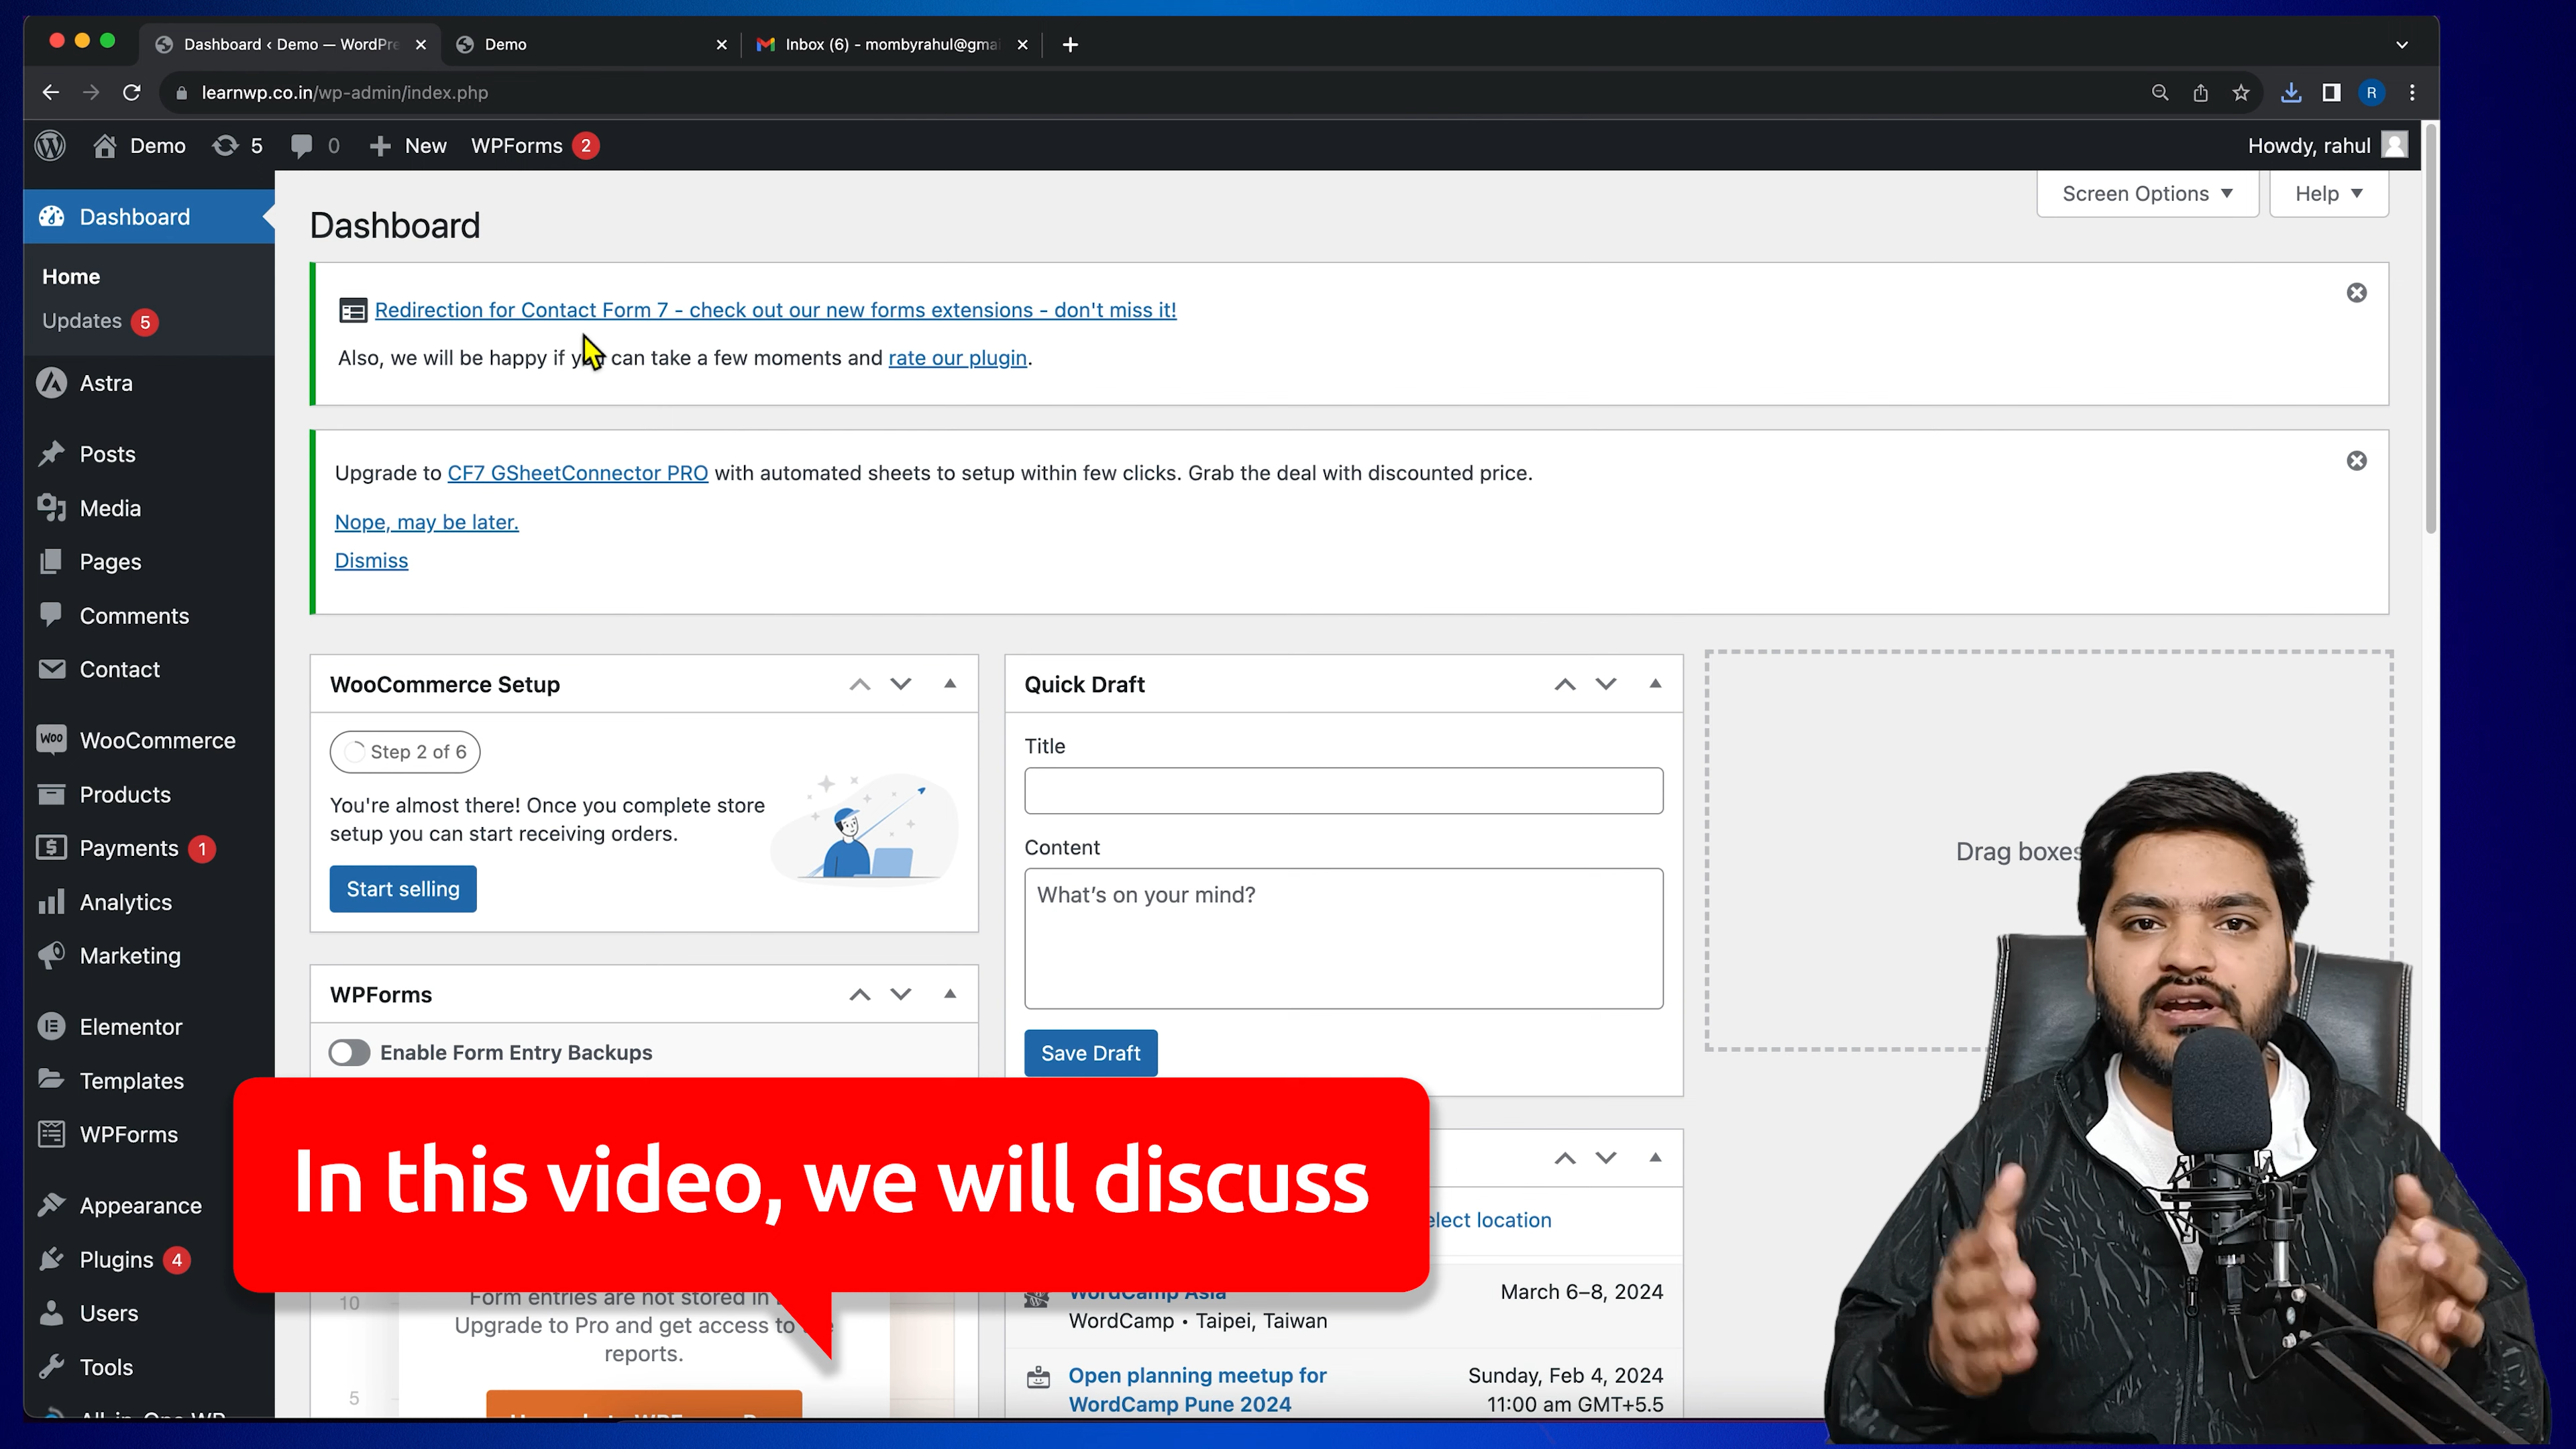 Dashboard ‹ Demo — WordPre
Demo
Inbox (6) - mombyrahul@gmai
learnwp.co.in/wp-admin/index.php
R
Demo
5
0
New
WPForms 2
Howdy, rahul
Screen Options
Help
Dashboard
Home
Updates 5
Astra
Posts
Media
Pages
Comments
Contact
WooCommerce
Products
Payments 1
Analytics
Marketing
Elementor
Templates
WPForms
Appearance
Plugins 4
Users
Tools
All-in-One WP
Dashboard
Redirection for Contact Form 7 - check out our new forms extensions - don't miss it!
Also, we will be happy if you can take a few moments and rate our plugin.
Upgrade to CF7 GSheetConnector PRO with automated sheets to setup within few clicks. Grab the deal with discounted price.
Nope, may be later.
Dismiss
WooCommerce Setup
Step 2 of 6
You're almost there! Once you complete store
setup you can start receiving orders.
Start selling
WPForms
Enable Form Entry Backups
10
Form entries are not stored in
Upgrade to Pro and get access to
reports.
5
Quick Draft
Title
Content
What's on your mind?
Save Draft
elect location
WordCamp Asia
WordCamp • Taipei, Taiwan
March 6–8, 2024
Open planning meetup for
WordCamp Pune 2024
Sunday, Feb 4, 2024
11:00 am GMT+5.5
Drag boxes
In this video, we will discuss